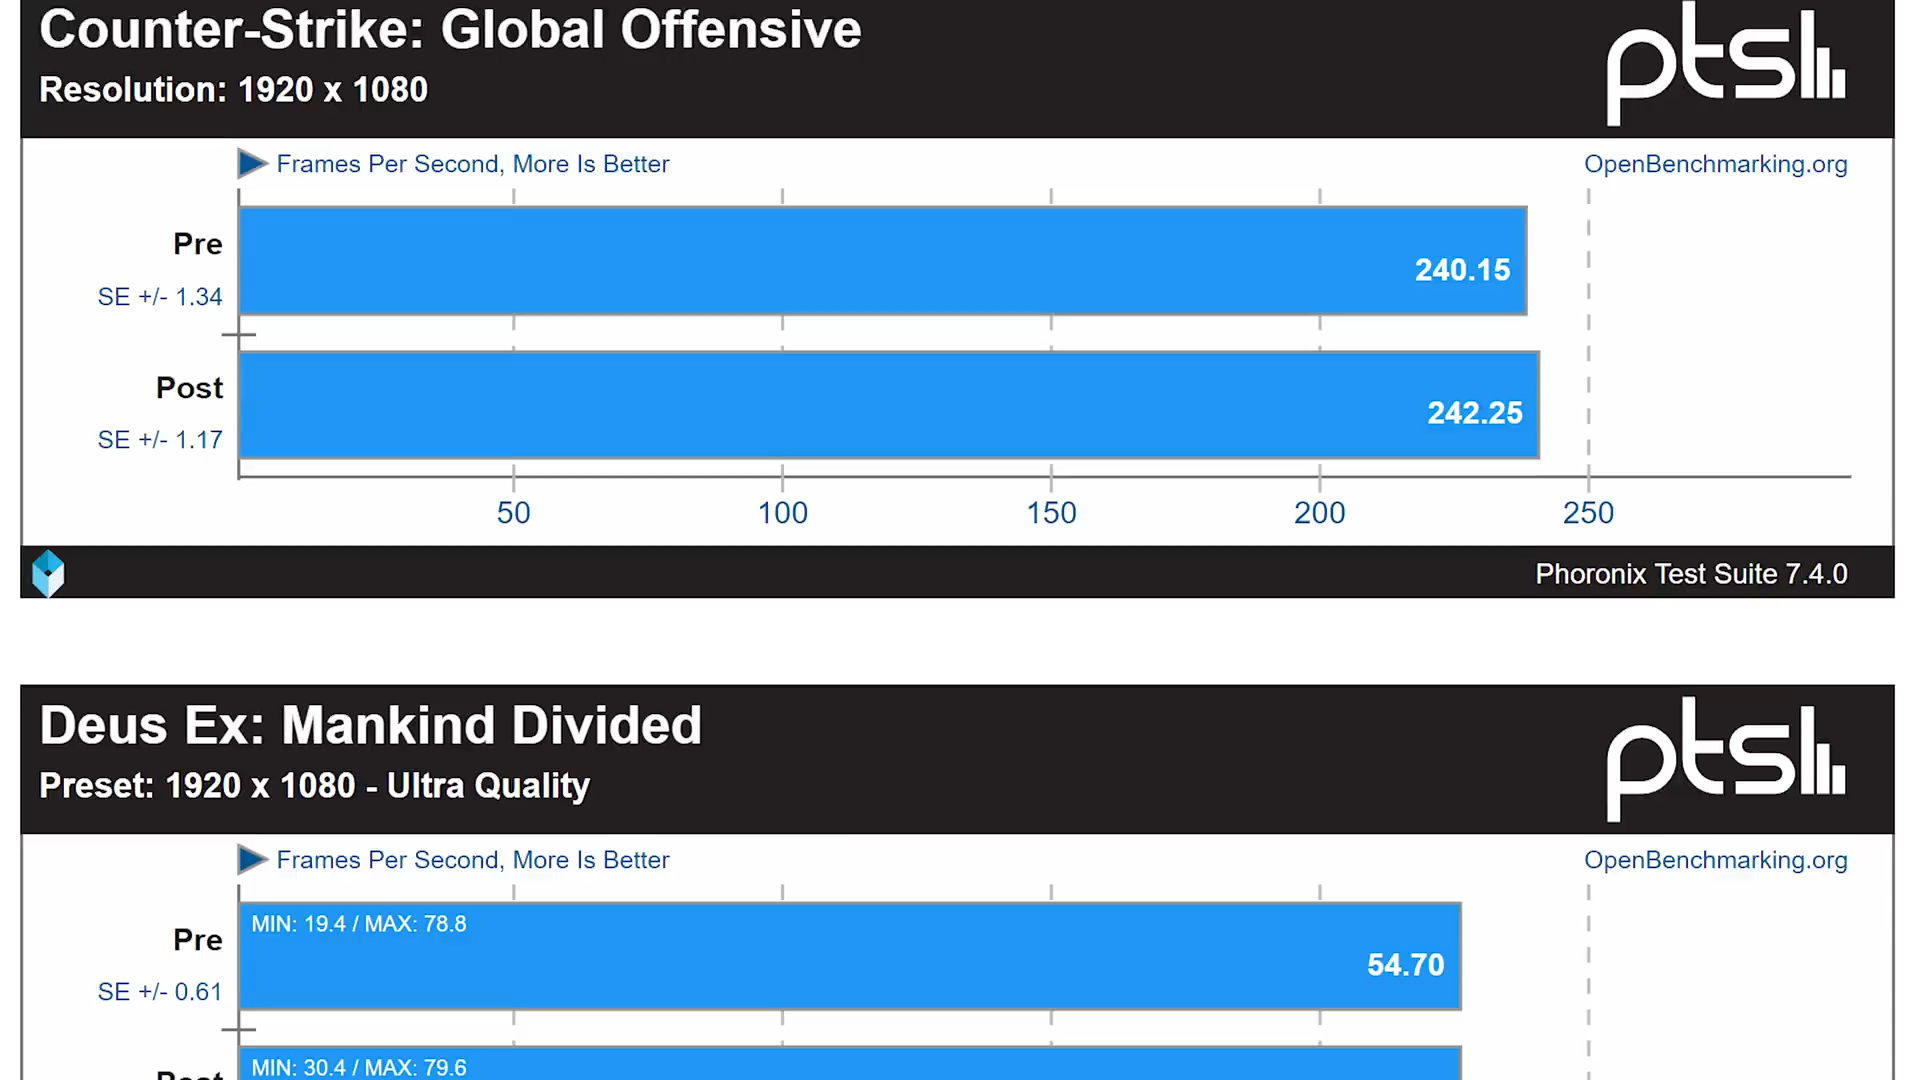 Counter-Strike: Global Offensive
Resolution: 1920 x 1080
pts
Frames Per Second, More Is Better
OpenBenchmarking.org
Pre
SE +/- 1.34
240.15
Post
SE +/- 1.17
242.25
50 100 150 200 250
Phoronix Test Suite 7.4.0
Deus Ex: Mankind Divided
Preset: 1920 x 1080 - Ultra Quality
pts
Frames Per Second, More Is Better
OpenBenchmarking.org
MIN: 19.4 / MAX: 78.8
Pre
SE +/- 0.61
54.70
MIN: 30.4 / MAX: 79.6
Post